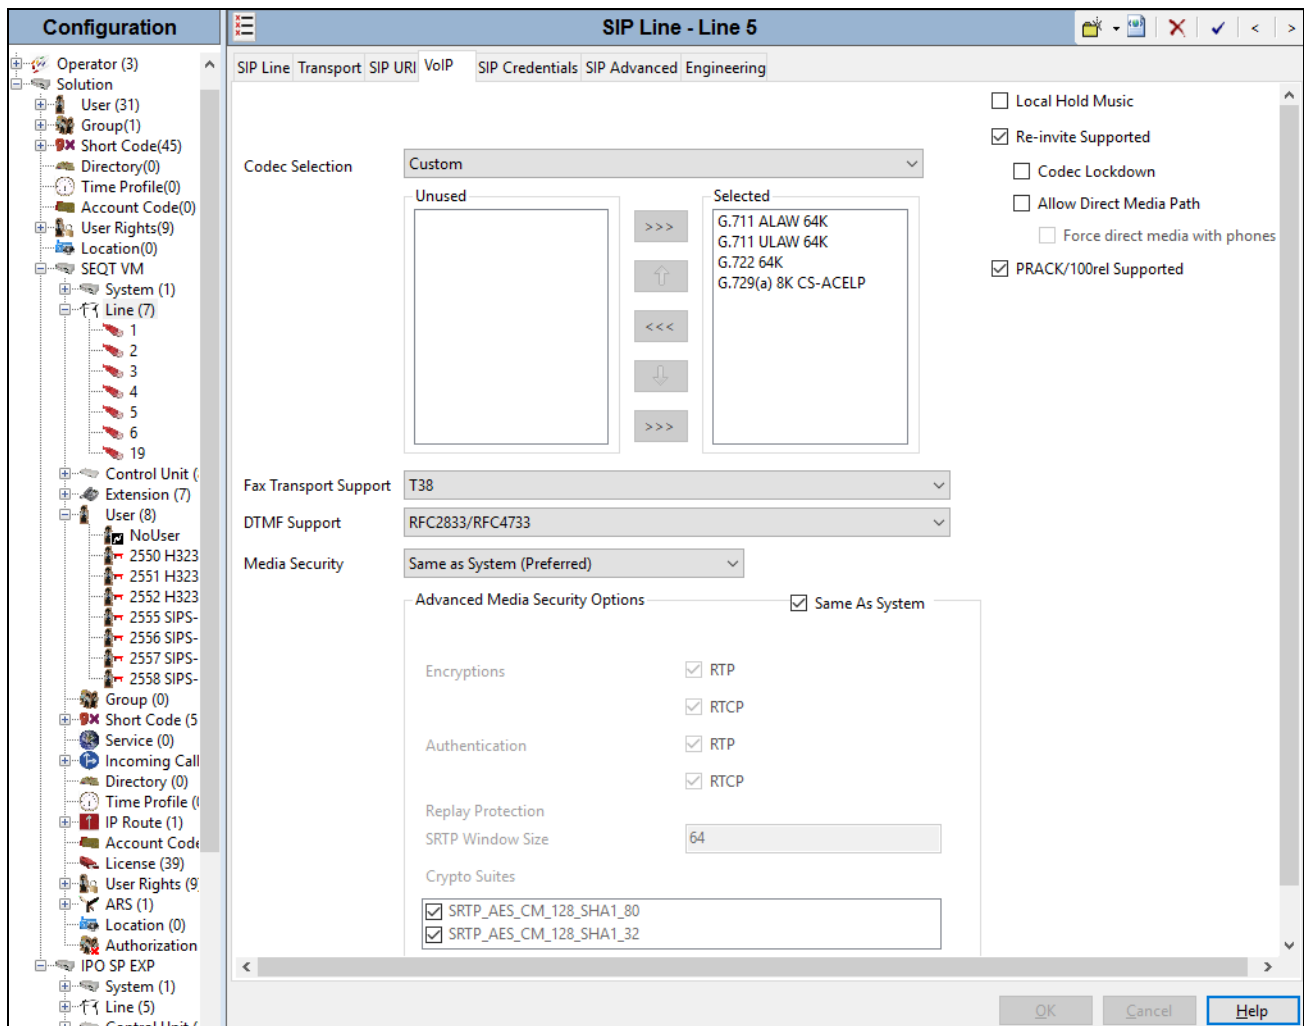 Configuration
Operator (3)
Solution
User (31)
Group(1)
Short Code(45)
Directory(0)
Time Profile(0)
Account Code(0)
User Rights(9)
Location(0)
SEQT VM
System (1)
Line (7)
1
2
3
4
5
6
19
Control Unit (
Extension (7)
User (8)
NoUser
2550 H323
2551 H323
2552 H323
2555 SIPS-
2556 SIPS-
2557 SIPS-
2558 SIPS-
Group (0)
Short Code (5
Service (0)
Incoming Call
Directory (0)
Time Profile (
IP Route (1)
Account Code
License (39)
User Rights (9
ARS (1)
Location (0)
Authorization
IPO SP EXP
System (1)
Line (5)
SIP Line - Line 5
SIP Line Transport SIP URI VoIP SIP Credentials SIP Advanced Engineering
Codec Selection Custom
Unused
Selected
>>>
<<<
>>>
G.711 ALAW 64K
G.711 ULAW 64K
G.722 64K
G.729(a) 8K CS-ACELP
Local Hold Music
Re-invite Supported
Codec Lockdown
Allow Direct Media Path
Force direct media with phones
PRACK/100rel Supported
Fax Transport Support T38
DTMF Support RFC2833/RFC4733
Media Security Same as System (Preferred)
Advanced Media Security Options Same As System
Encryptions RTP
RTCP
Authentication RTP
RTCP
Replay Protection
SRTP Window Size 64
Crypto Suites
SRTP_AES_CM_128_SHA1_80
SRTP_AES_CM_128_SHA1_32
OK Cancel Help